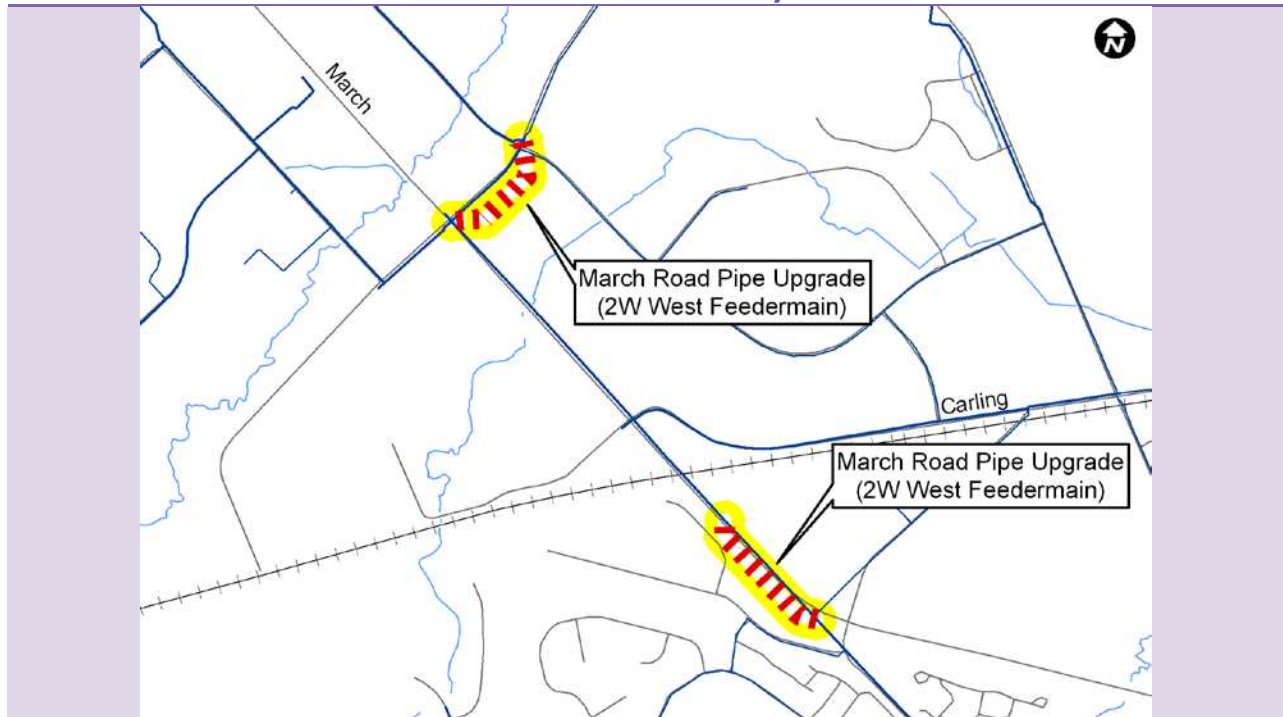 N
March
March Road Pipe Upgrade
(2W West Feedermain)
Carling
March Road Pipe Upgrade
(2W West Feedermain)